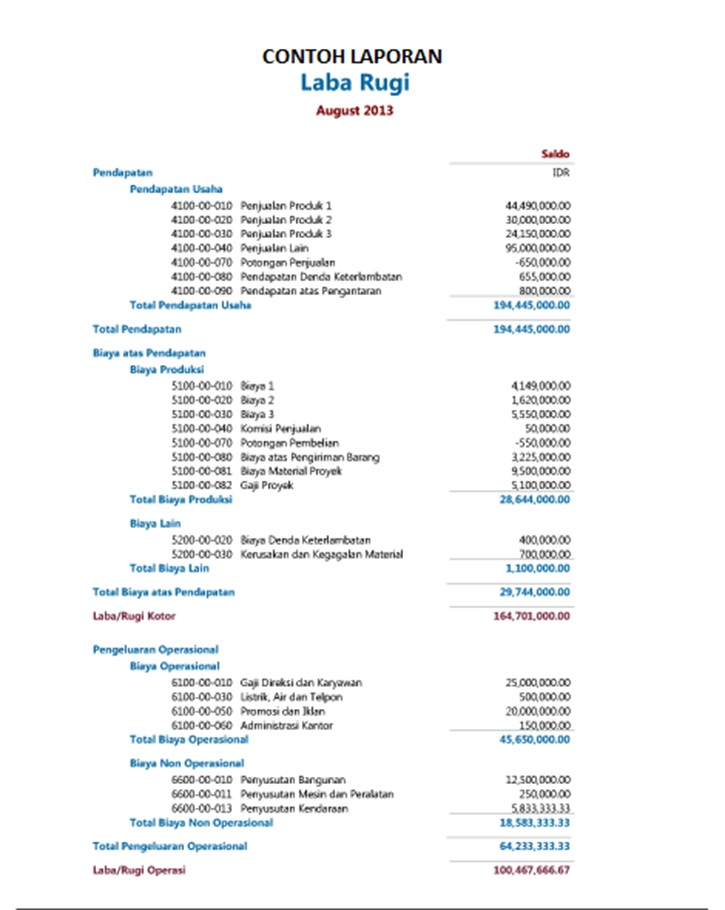 CONTOH LAPORAN
Laba Rugi
August 2013
Saldo
Pendapatan IDR
Pendapatan Usaha
4100-00-010 Penjualan Produk 1 44,490,000.00
4100-00-020 Penjualan Produk 2 30,000,000.00
4100-00-030 Penjualan Produk 3 24,150,000.00
4100-00-040 Penjualan Lain 95,000,000.00
4100-00-070 Potongan Penjualan -650,000.00
4100-00-080 Pendapatan Denda Keterlambatan 655,000.00
4100-00-090 Pendapatan atas Pengantaran 800,000.00
Total Pendapatan Usaha 194,445,000.00
Total Pendapatan 194,445,000.00
Biaya atas Pendapatan
Biaya Produksi
5100-00-010 Biaya 1 4,149,000.00
5100-00-020 Biaya 2 1,620,000.00
5100-00-030 Biaya 3 5,550,000.00
5100-00-040 Komisi Penjualan 50,000.00
5100-00-070 Potongan Pembelian -550,000.00
5100-00-080 Biaya atas Pengiriman Barang 3,225,000.00
5100-00-081 Biaya Material Proyek 9,500,000.00
5100-00-082 Gaji Proyek 5,100,000.00
Total Biaya Produksi 28,644,000.00
Biaya Lain
5200-00-020 Biaya Denda Keterlambatan 400,000.00
5200-00-030 Kerusakan dan Kegagalan Material 700,000.00
Total Biaya Lain 1,100,000.00
Total Biaya atas Pendapatan 29,744,000.00
Laba/Rugi Kotor 164,701,000.00
Pengeluaran Operasional
Biaya Operasional
6100-00-010 Gaji Direksi dan Karyawan 25,000,000.00
6100-00-030 Listrik, Air dan Telpon 500,000.00
6100-00-050 Promosi dan Iklan 20,000,000.00
6100-00-060 Administrasi Kantor 150,000.00
Total Biaya Operasional 45,650,000.00
Biaya Non Operasional
6600-00-010 Penyusutan Bangunan 12,500,000.00
6600-00-011 Penyusutan Mesin dan Peralatan 250,000.00
6600-00-013 Penyusutan Kendaraan 5,833,333.33
Total Biaya Non Operasional 18,583,333.33
Total Pengeluaran Operasional 64,233,333.33
Laba/Rugi Operasi 100,467,666.67